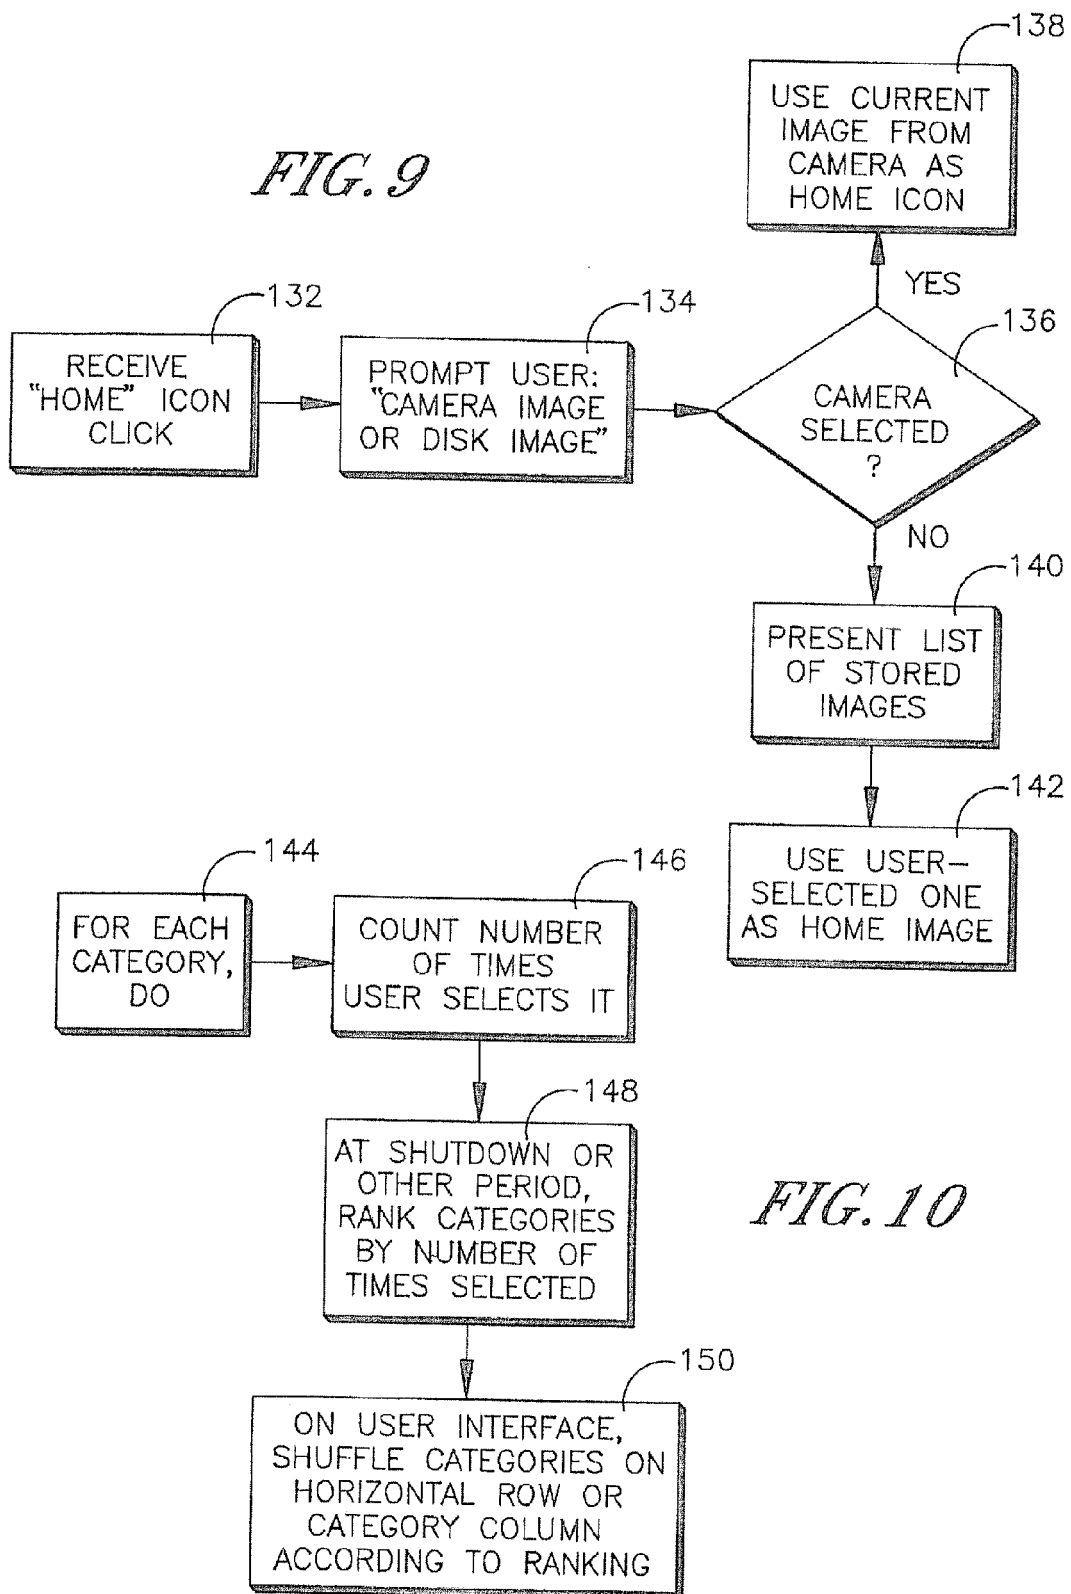 FIG. 9
132
RECEIVE
"HOME" ICON
CLICK
134
PROMPT USER:
"CAMERA IMAGE
OR DISK IMAGE"
136
CAMERA
SELECTED
?
YES
138
USE CURRENT
IMAGE FROM
CAMERA AS
HOME ICON
NO
140
PRESENT LIST
OF STORED
IMAGES
142
USE USER-
SELECTED ONE
AS HOME IMAGE
144
FOR EACH
CATEGORY,
DO
146
COUNT NUMBER
OF TIMES
USER SELECTS IT
148
AT SHUTDOWN OR
OTHER PERIOD,
RANK CATEGORIES
BY NUMBER OF
TIMES SELECTED
FIG. 10
150
ON USER INTERFACE,
SHUFFLE CATEGORIES ON
HORIZONTAL ROW OR
CATEGORY COLUMN
ACCORDING TO RANKING